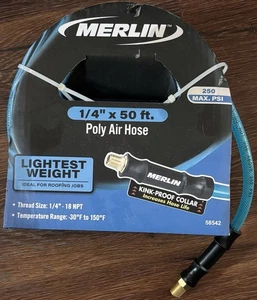 MERLIN
1/4" x 50 ft.
Poly Air Hose
250
MAX. PSI
LIGHTEST
WEIGHT
IDEAL FOR ROOFING JOBS
MERLIN
KINK-PROOF COLLAR
Increases Hose Life
• Thread Size: 1/4" - 18 NPT
• Temperature Range: -30°F to 150°F
58542